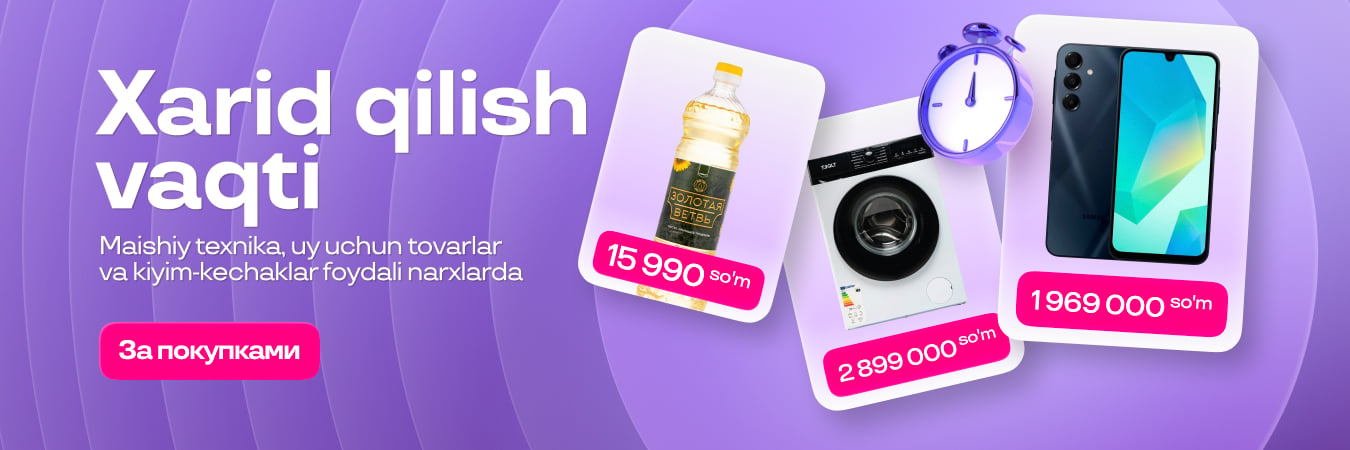 Xarid qilish
vaqti
Maishiy texnika, uy uchun tovarlar
va kiyim-kechaklar foydali narxlarda
За покупками
ЗОЛОТАЯ
ВЕТВЬ
15 990 so'm
2 899 000 so'm
SAMSUNG
1 969 000 so'm